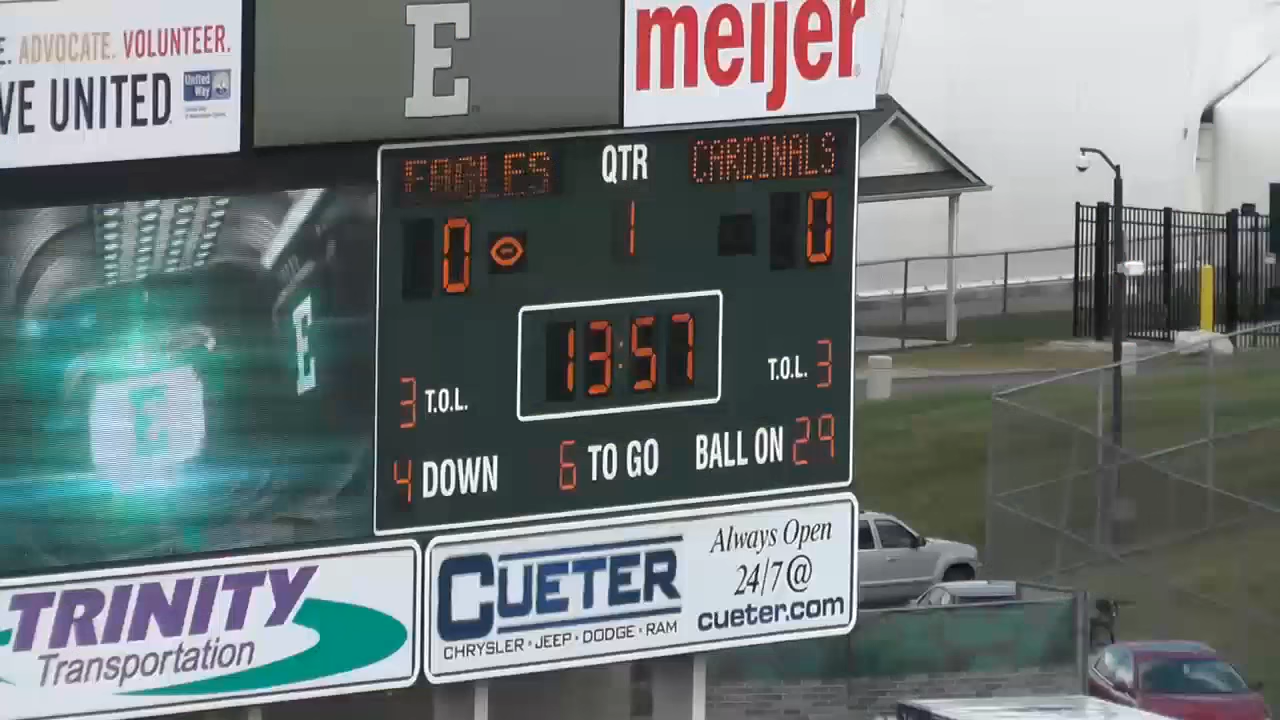 E. ADVOCATE. VOLUNTEER.
VE UNITED
United
Way
E
meijer
EAGLES QTR CARDINALS
0 1 0
13:57
3 T.O.L. T.O.L. 3
4 DOWN 6 TO GO BALL ON 29
E
E
TRINITY
Transportation
CUETER
CHRYSLER · JEEP · DODGE · RAM
Always Open
24/7@
cueter.com